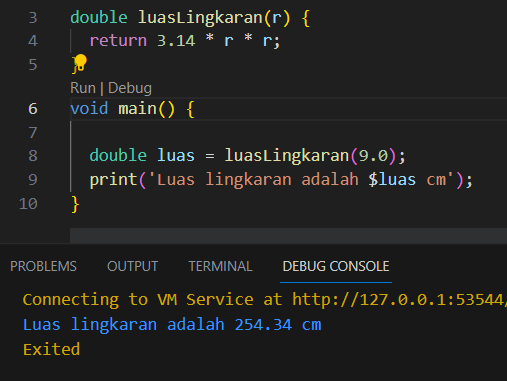 3 double luasLingkaran(r) {
4 return 3.14 * r * r;
5 }
Run | Debug
6 void main() {
7
8 double luas = luasLingkaran(9.0);
9 print('Luas lingkaran adalah $luas cm');
10 }
PROBLEMS OUTPUT TERMINAL DEBUG CONSOLE
Connecting to VM Service at http://127.0.0.1:53544/
Luas lingkaran adalah 254.34 cm
Exited